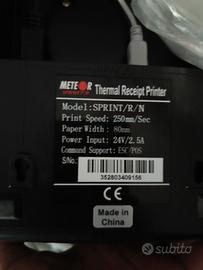 METEOR Thermal Receipt Printer
Model:SPRINT/R/N
Print Speed: 250mm/Sec
Paper Width: 80mm
Power Input: 24V/2.5A
Command Support: ESC/POS
S/No:
352803409156
CE
Made in
China
subito